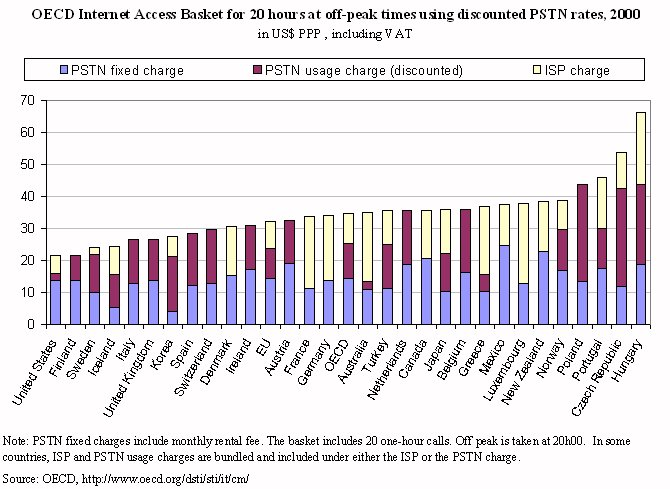 OECD Internet Access Basket for 20 hours at off-peak times using discounted PSTN rates, 2000
in US$ PPP , including VAT
PSTN fixed charge PSTN usage charge (discounted) ISP charge
70
60
50
40
30
20
10
0
United States
Finland
Sweden
Iceland
Italy
United Kingdom
Korea
Spain
Switzerland
Denmark
Ireland
EU
Austria
France
Germany
OECD
Australia
Turkey
Netherlands
Canada
Japan
Belgium
Greece
Mexico
Luxembourg
New Zealand
Norway
Poland
Portugal
Czech Republic
Hungary
Note: PSTN fixed charges include monthly rental fee. The basket includes 20 one-hour calls. Off peak is taken at 20h00. In some
countries, ISP and PSTN usage charges are bundled and included under either the ISP or the PSTN charge.
Source: OECD, http://www.oecd.org/dsti/sti/it/cm/